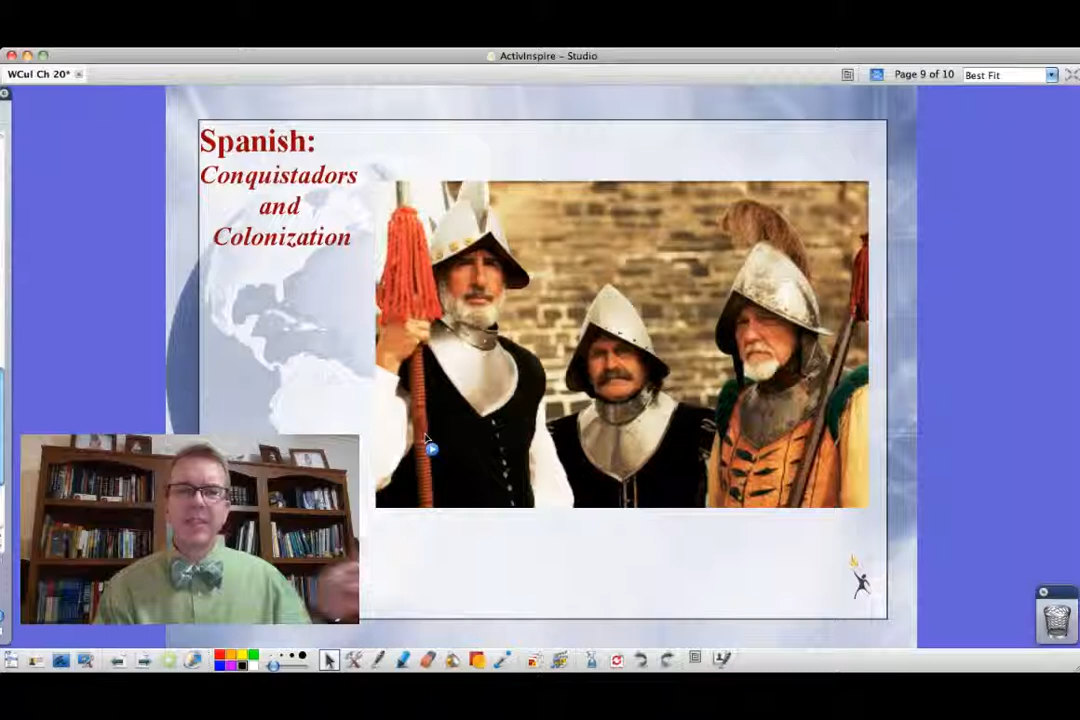 ActivInspire - Studio
WCul Ch 20*
Page 9 of 10
Best Fit
Spanish:
Conquistadors
and
Colonization